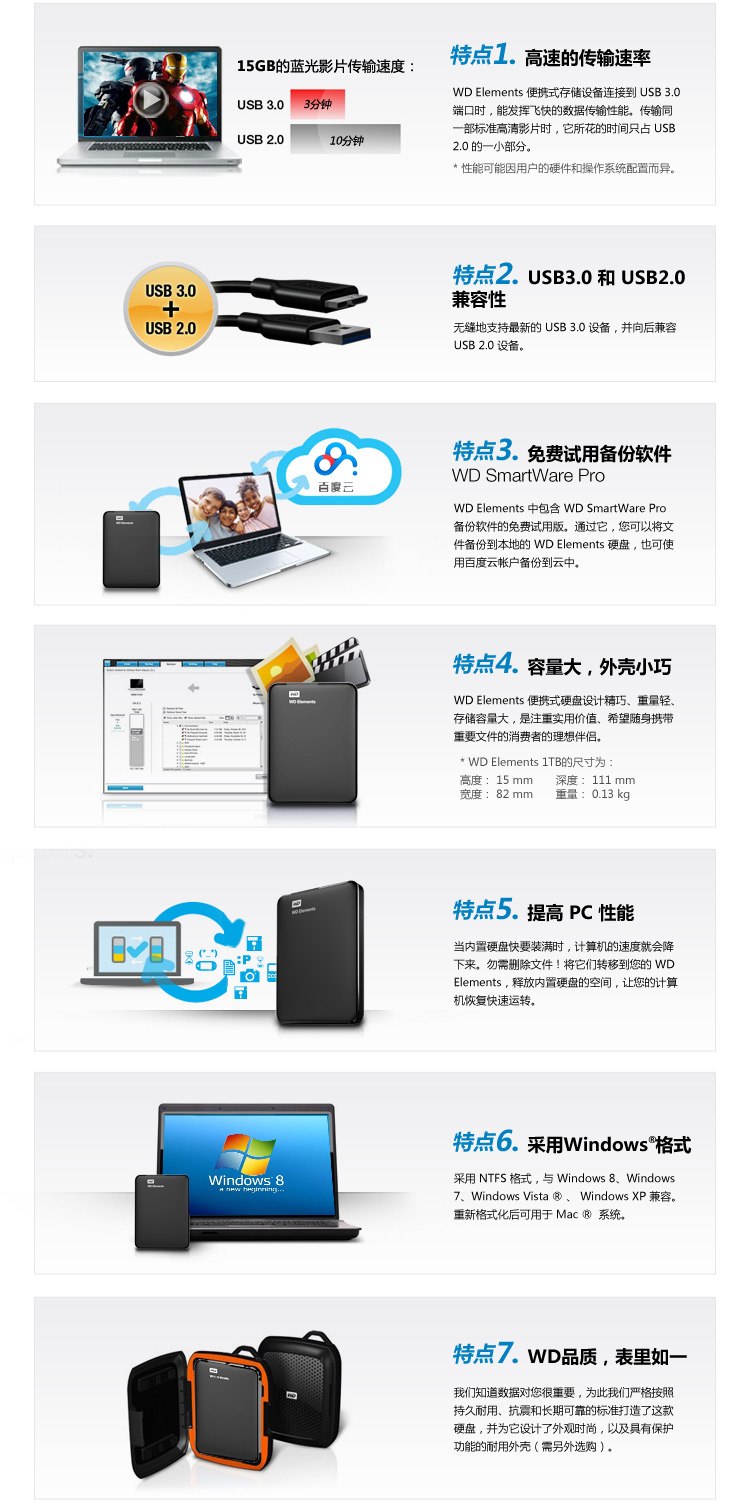 15GB的蓝光影片传输速度：
USB 3.0
3分钟
USB 2.0
10分钟
特点1. 高速的传输速率
WD Elements 便携式存储设备连接到 USB 3.0
端口时，能发挥飞快的数据传输性能。传输同
一部标准高清影片时，它所花的时间只占 USB
2.0 的一小部分。
* 性能可能因用户的硬件和操作系统配置而异。
USB 3.0
+
USB 2.0
特点2. USB3.0 和 USB2.0
兼容性
无缝地支持最新的 USB 3.0 设备，并向后兼容
USB 2.0 设备。
百度云
WD
WD Elements
特点3. 免费试用备份软件
WD SmartWare Pro
WD Elements 中包含 WD SmartWare Pro
备份软件的免费试用版。通过它，您可以将文
件备份到本地的 WD Elements 硬盘，也可使
用百度云帐户备份到云中。
WD
WD Elements
特点4. 容量大，外壳小巧
WD Elements 便携式硬盘设计精巧、重量轻、
存储容量大，是注重实用价值、希望随身携带
重要文件的消费者的理想伴侣。
* WD Elements 1TB的尺寸为：
高度： 15 mm 深度： 111 mm
宽度： 82 mm 重量： 0.13 kg
WD
WD Elements
:P
特点5. 提高 PC 性能
当内置硬盘快要装满时，计算机的速度就会降
下来。勿需删除文件！将它们转移到您的 WD
Elements，释放内置硬盘的空间，让您的计算
机恢复快速运转。
Windows 8
a new beginning...
WD
特点6. 采用Windows®格式
采用 NTFS 格式，与 Windows 8、Windows
7、Windows Vista ® 、 Windows XP 兼容。
重新格式化后可用于 Mac ® 系统。
WD
WD
特点7. WD品质，表里如一
我们知道数据对您很重要，为此我们严格按照
持久耐用、抗震和长期可靠的标准打造了这款
硬盘，并为它设计了外观时尚，以及具有保护
功能的耐用外壳（需另外选购）。